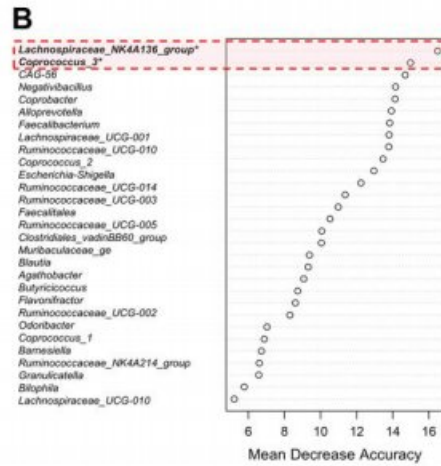 B
Lachnospiraceae_NK4A136_group*
Coprococcus_3*
CAG-56
Negativibacillus
Coprobacter
Alloprevotella
Faecalibacterium
Lachnospiraceae_UCG-001
Ruminococcaceae_UCG-010
Coprococcus_2
Escherichia-Shigella
Ruminococcaceae_UCG-014
Ruminococcaceae_UCG-003
Faecalitalea
Ruminococcaceae_UCG-005
Clostridiales_vadinBB60_group
Muribaculaceae_ge
Blautia
Agathobacter
Butyricicoccus
Flavonifractor
Ruminococcaceae_UCG-002
Odoribacter
Coprococcus_1
Barnesiella
Ruminococcaceae_NK4A214_group
Granulicatella
Bilophila
Lachnospiraceae_UCG-010
6 8 10 12 14 16
Mean Decrease Accuracy